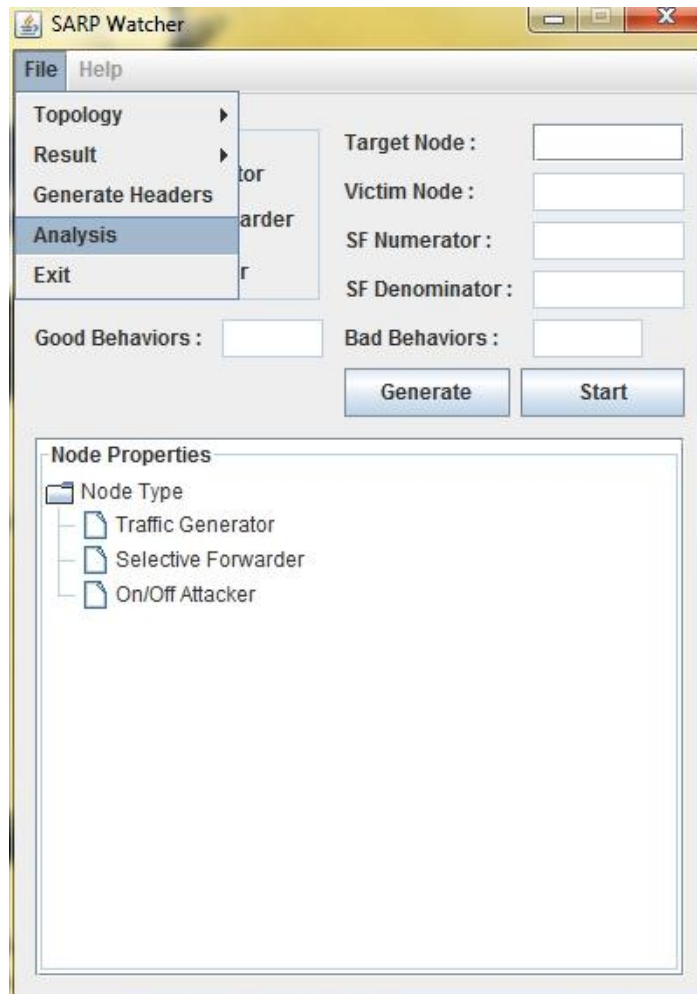 SARP Watcher
File Help
Topology
Result
Generate Headers
Analysis
Exit
tor
arder
r
Target Node :
Victim Node :
SF Numerator :
SF Denominator :
Good Behaviors :
Bad Behaviors :
Generate
Start
Node Properties
Node Type
Traffic Generator
Selective Forwarder
On/Off Attacker